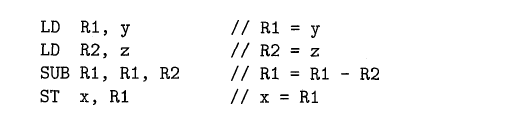 LD R1, y // R1 = y
LD R2, z // R2 = z
SUB R1, R1, R2 // R1 = R1 - R2
ST x, R1 // x = R1